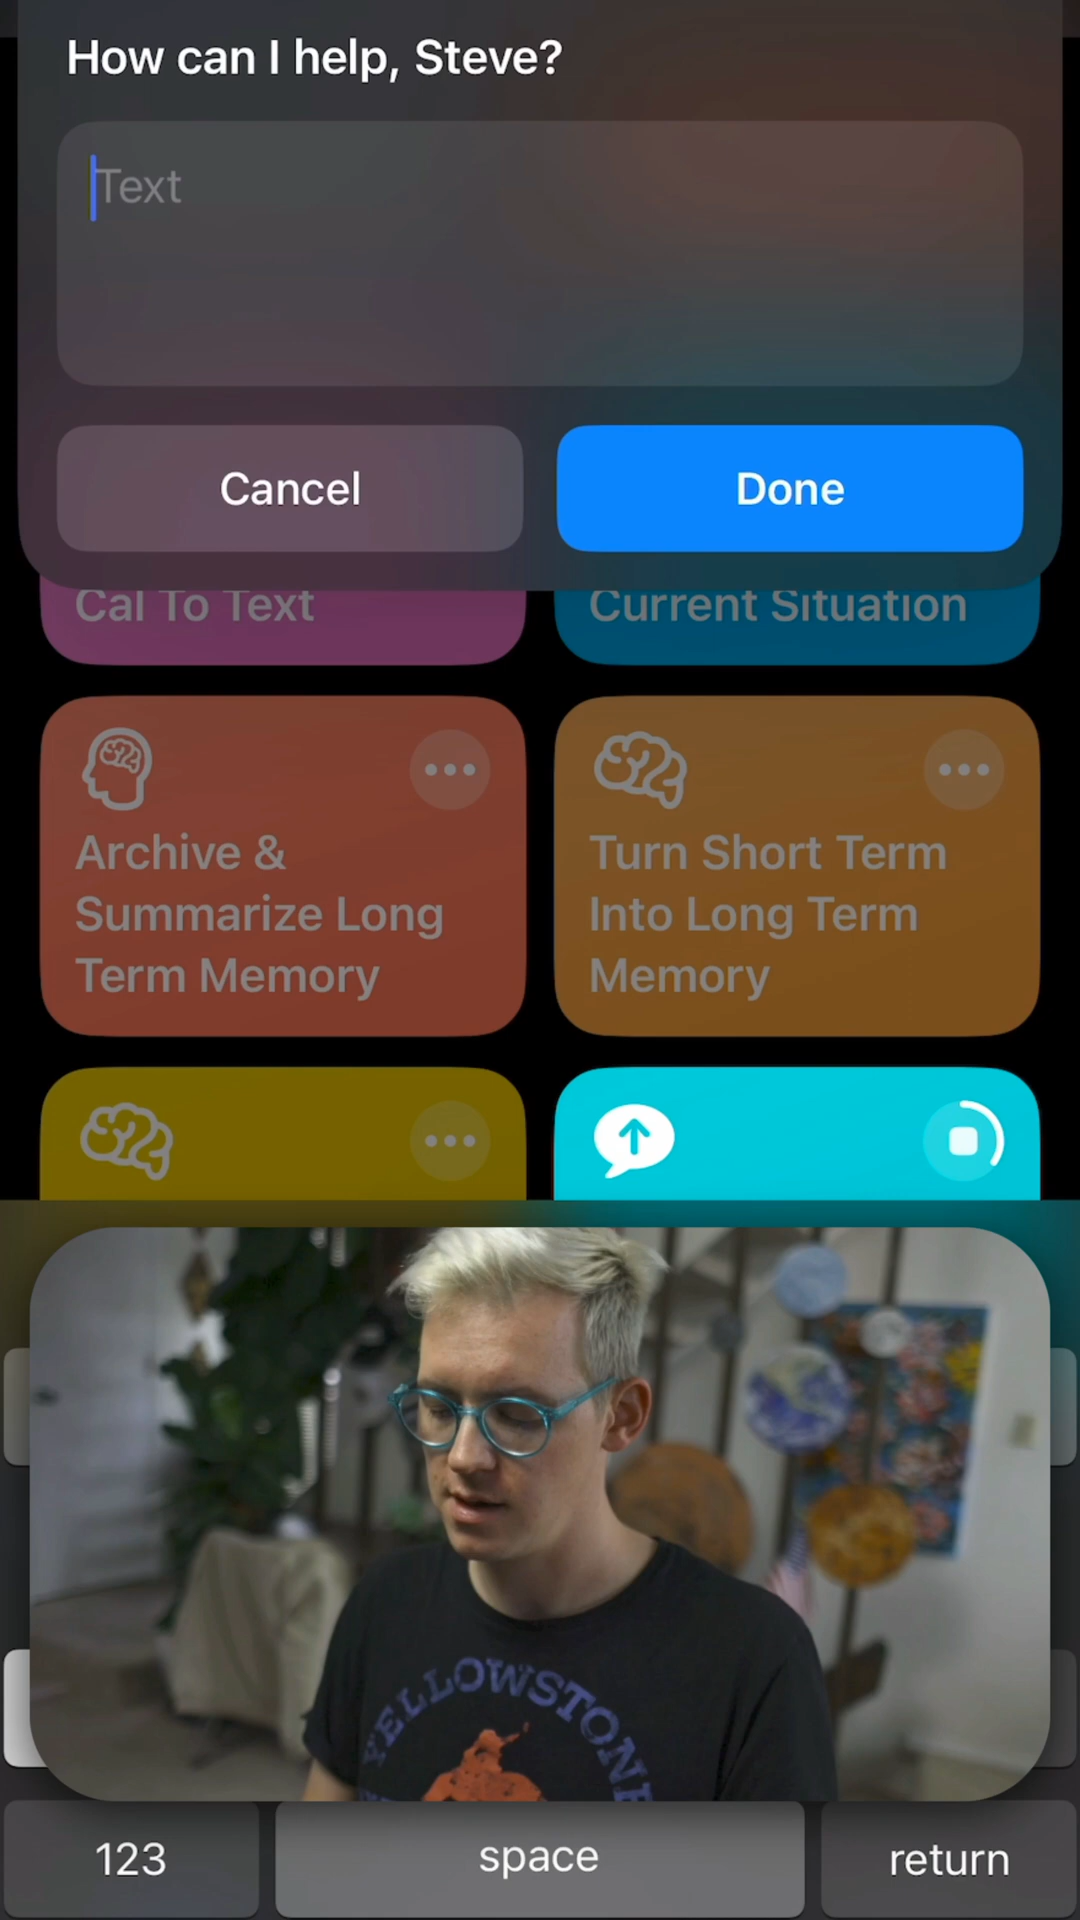 How can I help, Steve?
Text
Cancel
Done
Cal To Text
Current Situation
Archive &
Summarize Long
Term Memory
Turn Short Term
Into Long Term
Memory
YELLOWSTONE
123
space
return